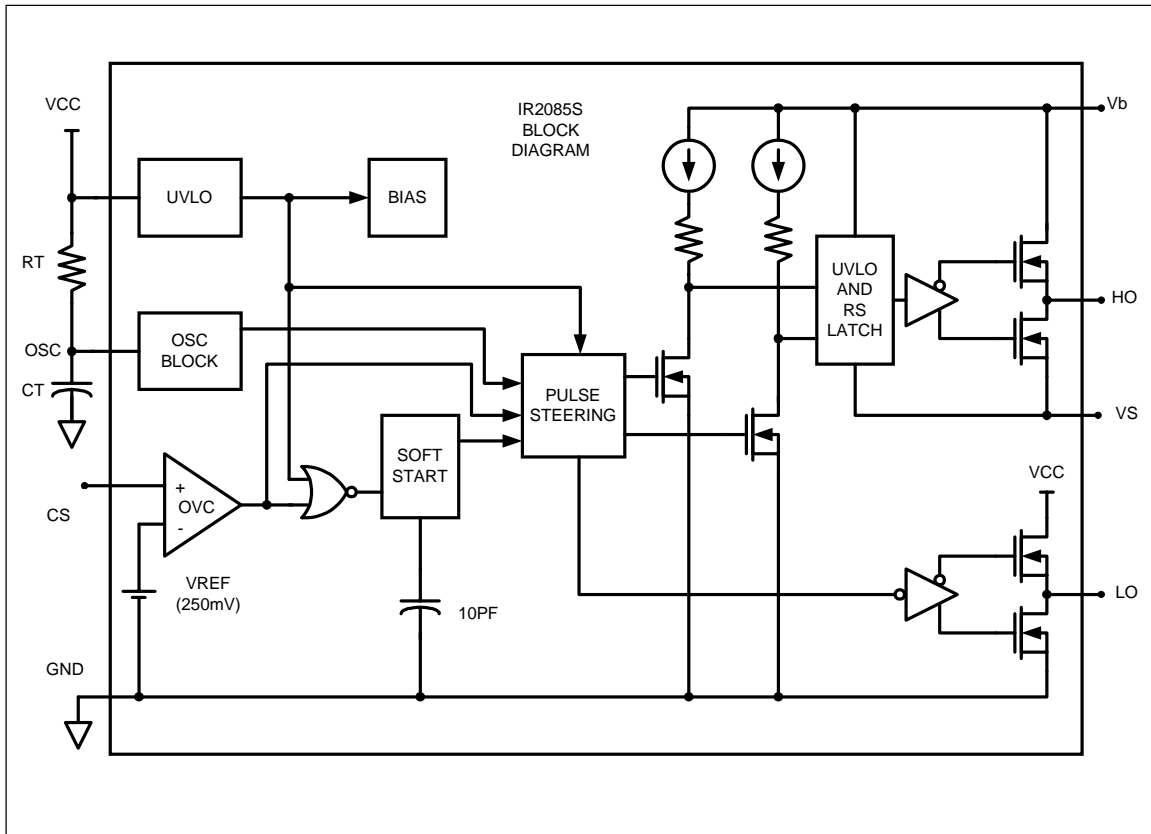 IR2085S
BLOCK
DIAGRAM
VCC
Vb
UVLO
BIAS
RT
UVLO
AND
RS
LATCH
HO
OSC
OSC
BLOCK
CT
PULSE
STEERING
VS
SOFT
START
VCC
+
OVC
-
CS
VREF
(250mV)
10PF
LO
GND